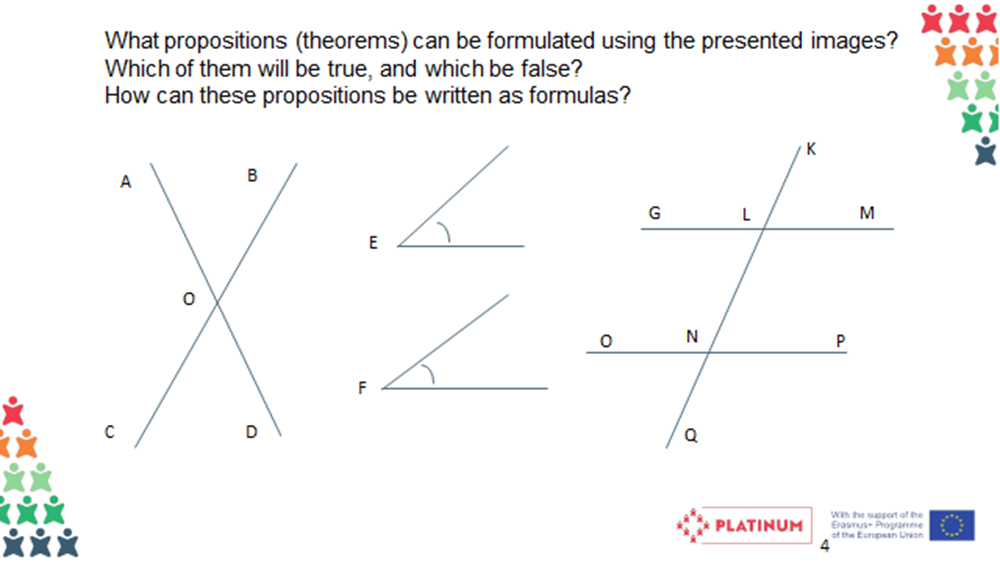 What propositions (theorems) can be formulated using the presented images?
Which of them will be true, and which be false?
How can these propositions be written as formulas?
A
B
O
C
D
E
F
K
G
L
M
O
N
P
Q
PLATINUM
With the support of the
Erasmus+ Programme
of the European Union
4